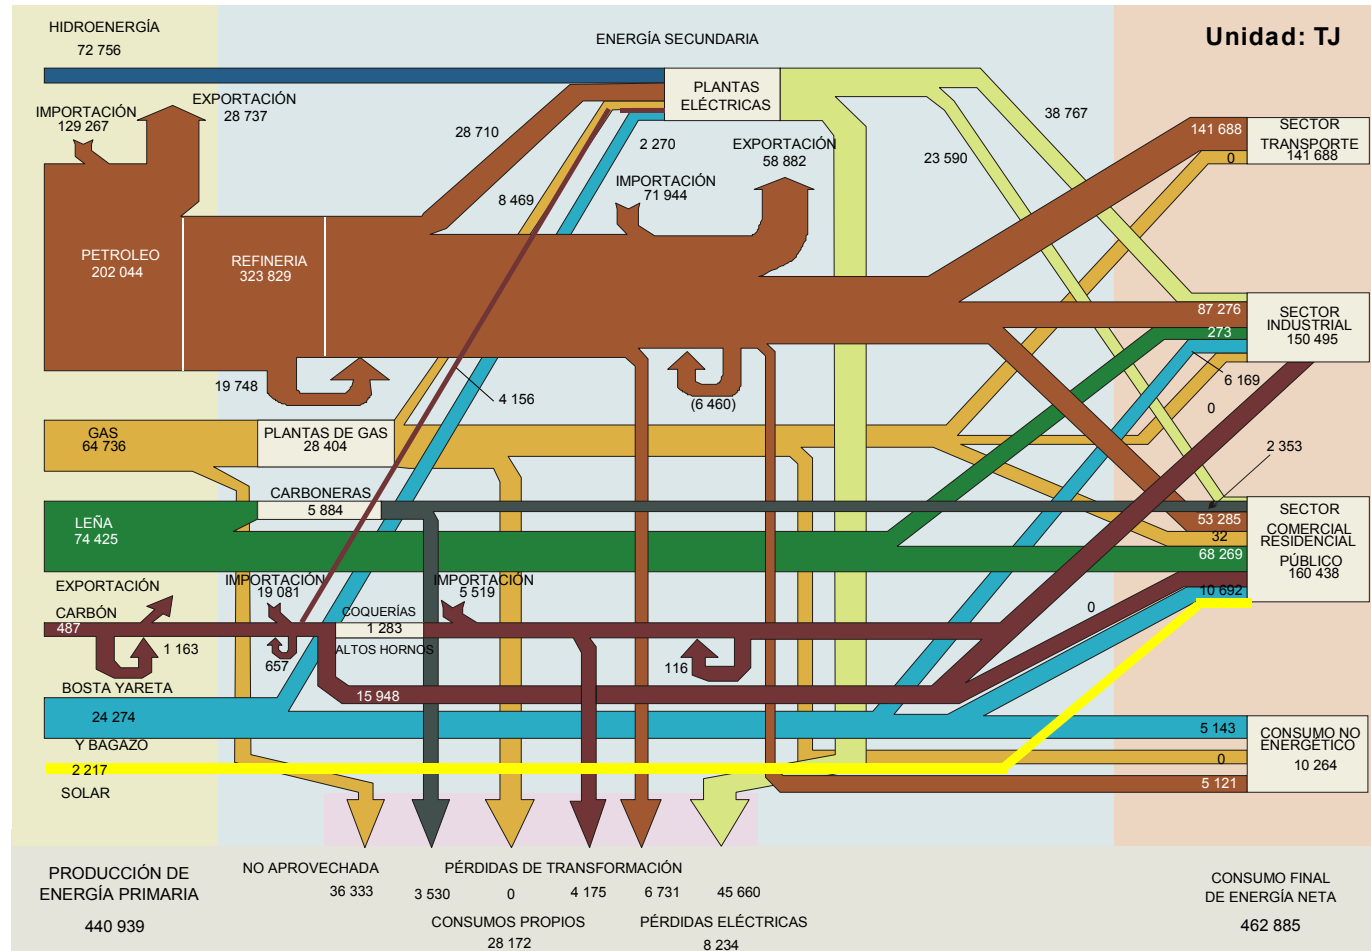 HIDROENERGÍA
72 756
ENERGÍA SECUNDARIA
Unidad: TJ
PLANTAS
ELÉCTRICAS
IMPORTACIÓN
129 267
EXPORTACIÓN
28 737
28 710
2 270
EXPORTACIÓN
58 882
IMPORTACIÓN
71 944
38 767
23 590
141 688
0
SECTOR
TRANSPORTE
141 688
8 469
PETROLEO
202 044
REFINERIA
323 829
19 748
4 156
(6 460)
87 276
273
SECTOR
INDUSTRIAL
150 495
6 169
0
2 353
GAS
64 736
PLANTAS DE GAS
28 404
CARBONERAS
5 884
LEÑA
74 425
53 285
32
68 269
10 692
SECTOR
COMERCIAL
RESIDENCIAL
PÚBLICO
160 438
EXPORTACIÓN
CARBÓN
487
1 163
IMPORTACIÓN
19 081
657
COQUERÍAS
1 283
ALTOS HORNOS
IMPORTACIÓN
5 519
116
0
15 948
BOSTA YARETA
24 274
Y BAGAZO
2 217
SOLAR
5 143
0
5 121
CONSUMO NO
ENERGÉTICO
10 264
PRODUCCIÓN DE
ENERGÍA PRIMARIA
440 939
NO APROVECHADA
36 333
PÉRDIDAS DE TRANSFORMACIÓN
3 530 0 4 175 6 731 45 660
CONSUMOS PROPIOS
28 172
PÉRDIDAS ELÉCTRICAS
8 234
CONSUMO FINAL
DE ENERGÍA NETA
462 885